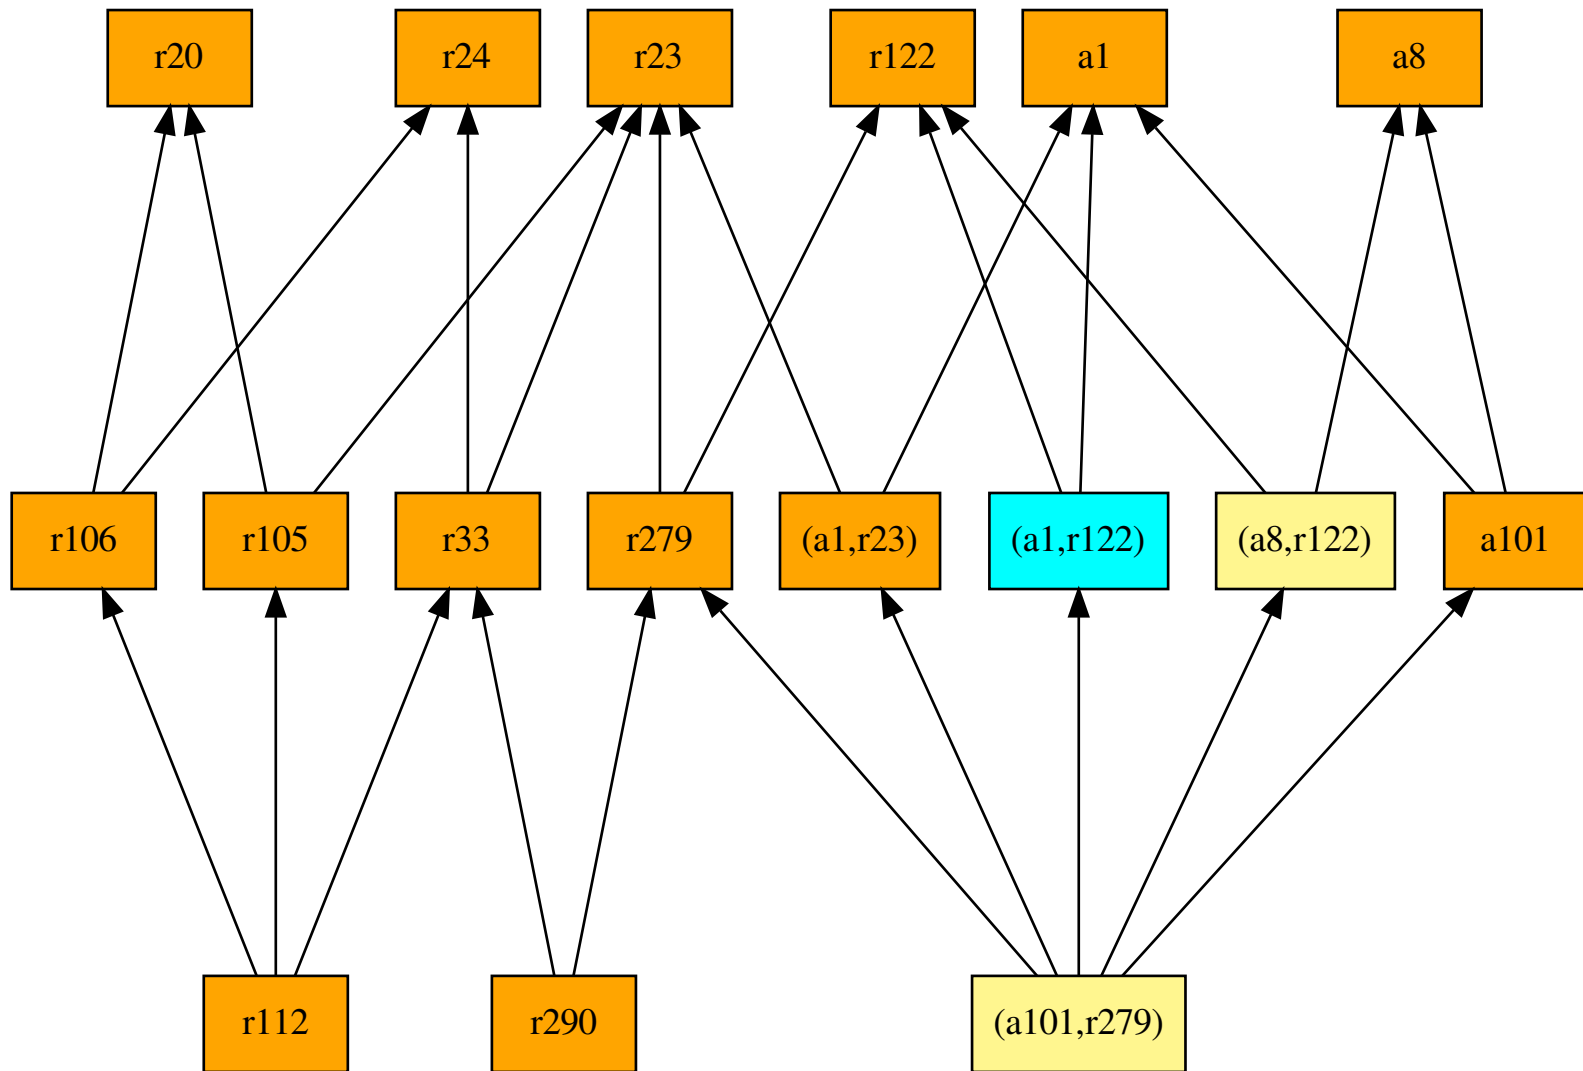 r20
r24
r23
r122
a1
a8
r106
r105
r33
r279
(a1,r23)
(a1,r122)
(a8,r122)
a101
r112
r290
(a101,r279)